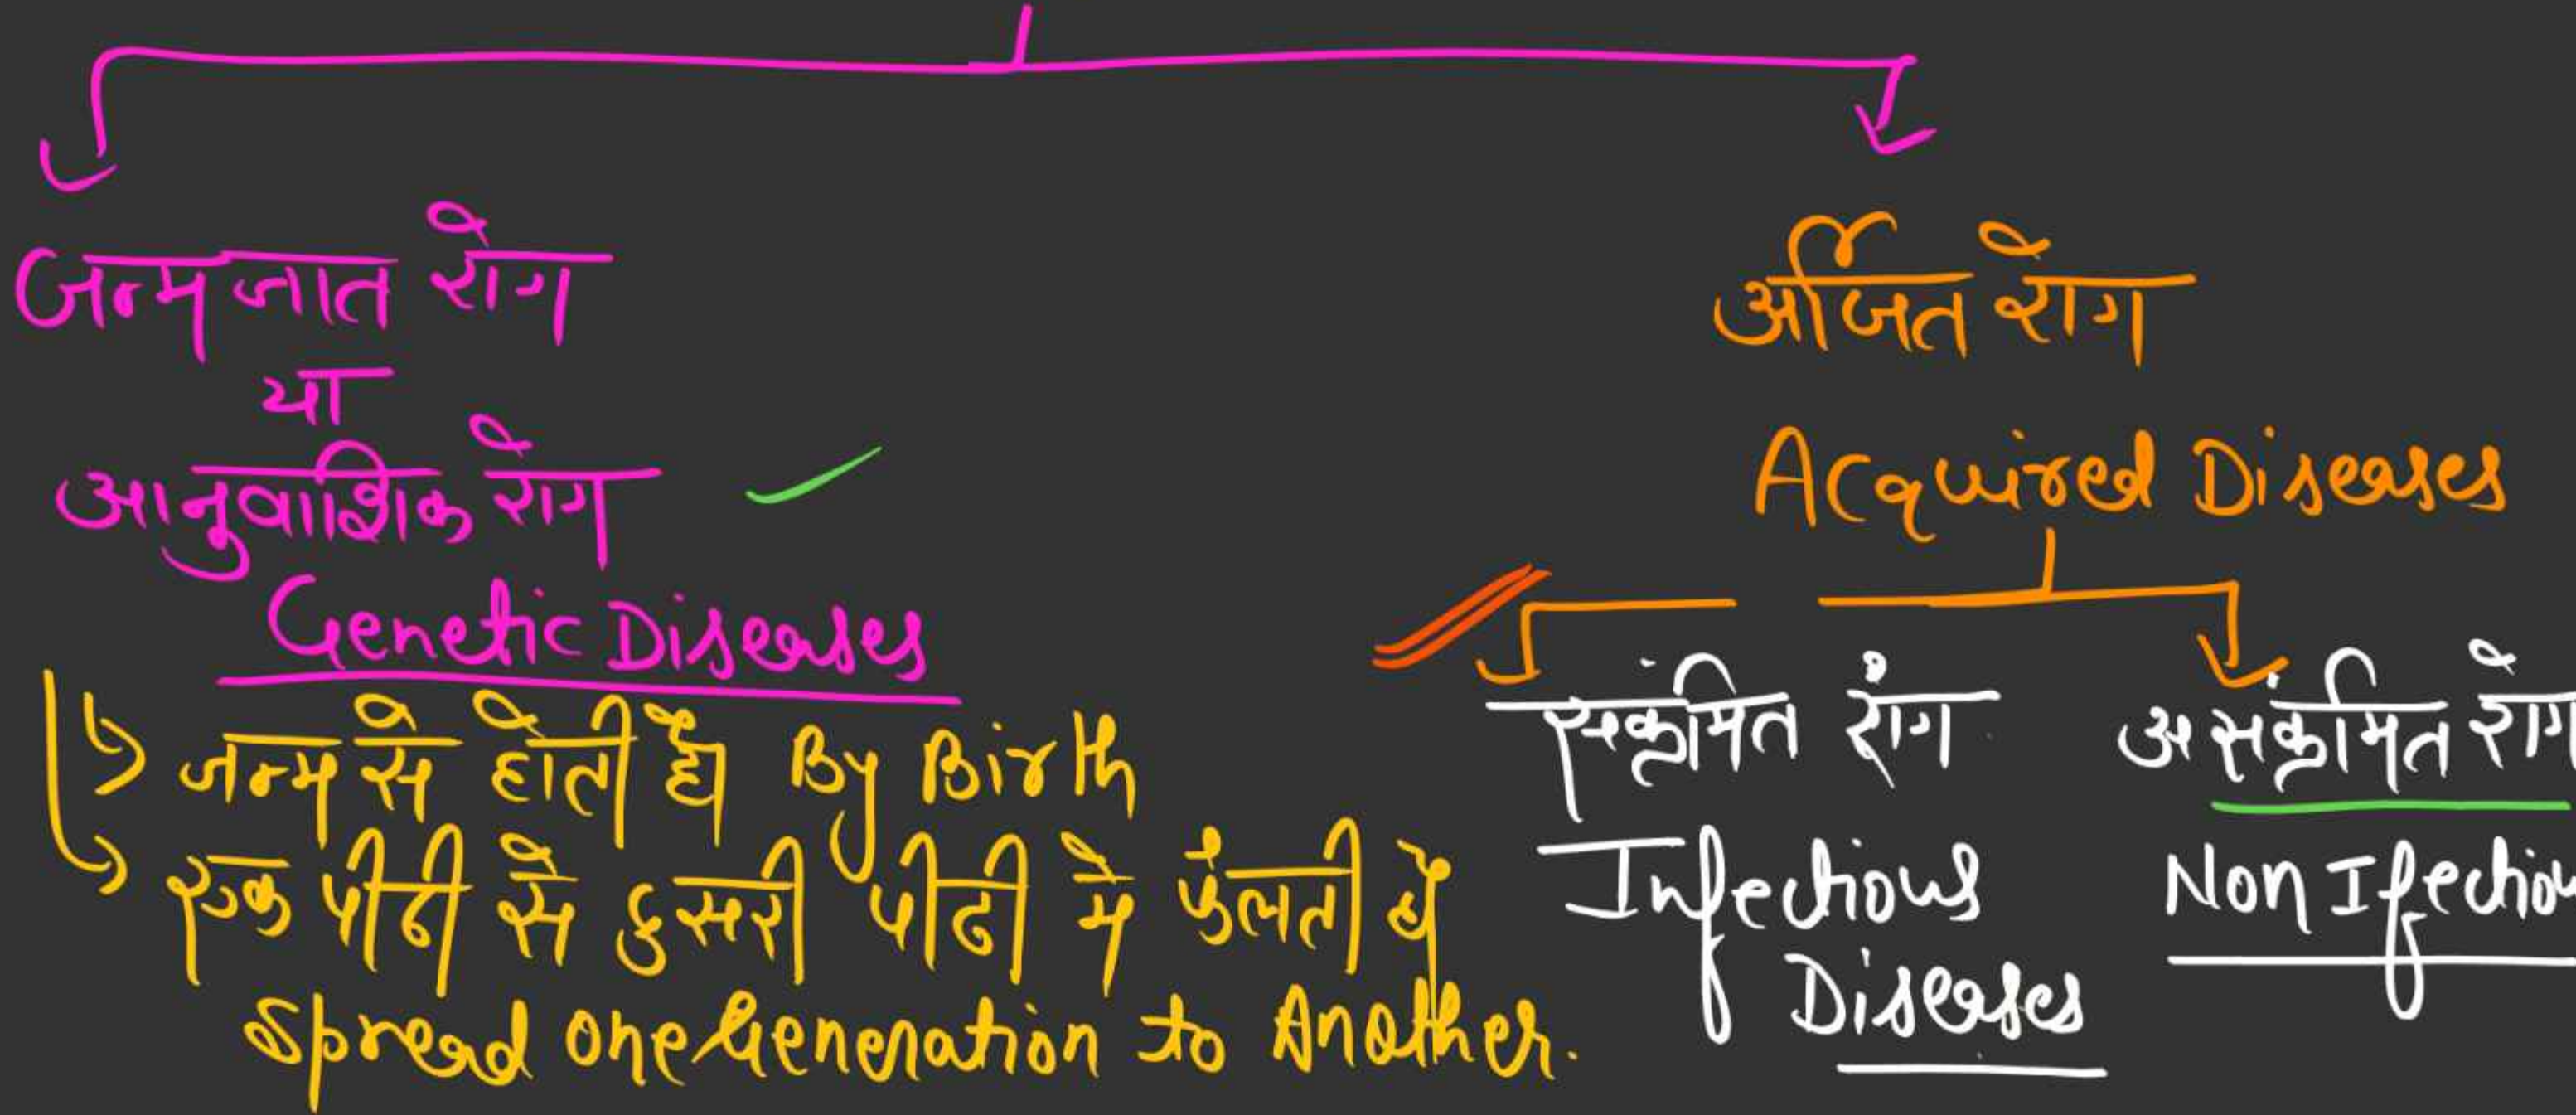 जन्मजात रोग
या
आनुवांशिक रोग
Genetic Diseases
जन्म से होती है By Birth
एक पीढी से दुसरी पीढी मे फैलती है
Spread one Generation to Another.
अर्जित रोग
Acquired Diseases
संक्रमित रोग
Infectious
Diseases
असंक्रमित रोग
Non Ifectiou